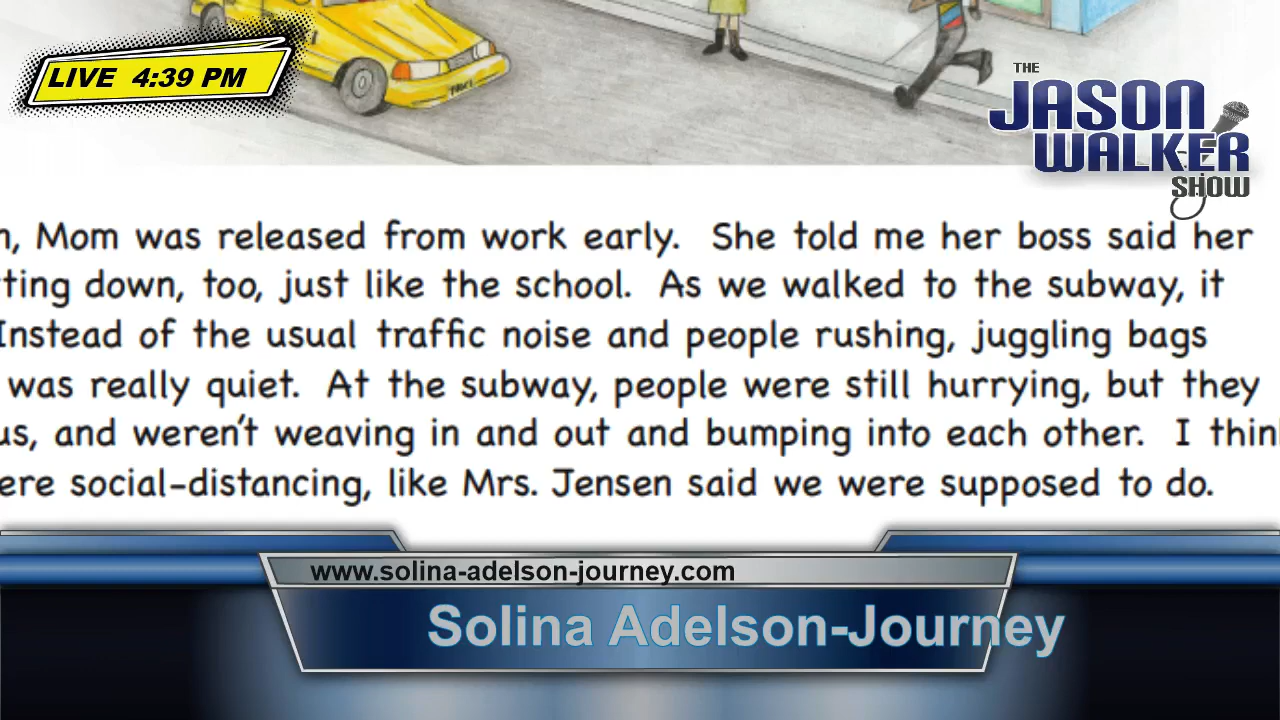 LIVE 4:39 PM
TAXI
THE
JASON
WALKER
SHOW
Mom was released from work early. She told me her boss said her
down, too, just like the school. As we walked to the subway, it
Instead of the usual traffic noise and people rushing, juggling bags
was really quiet. At the subway, people were still hurrying, but they
and weren't weaving in and out and bumping into each other. I
social-distancing, like Mrs. Jensen said we were supposed to do.
www.solina-adelson-journey.com
Solina Adelson-Journey